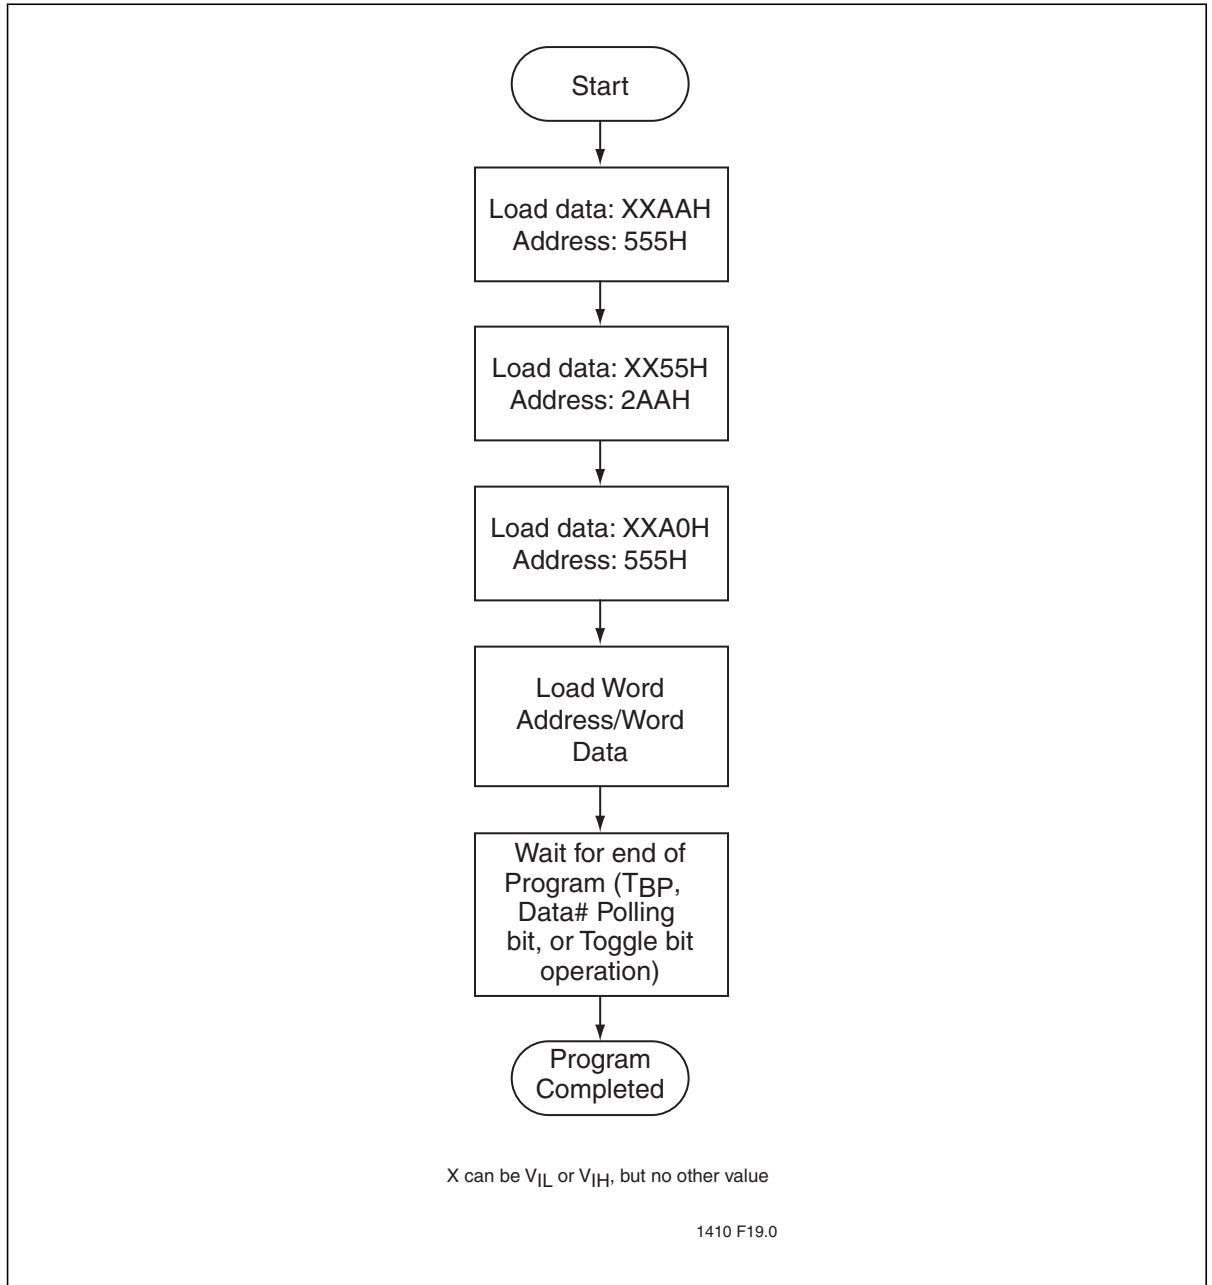 Start
Load data: XXAAH
Address: 555H
Load data: XX55H
Address: 2AAH
Load data: XXA0H
Address: 555H
Load Word
Address/Word
Data
Wait for end of
Program (TBP,
Data# Polling
bit, or Toggle bit
operation)
Program
Completed
X can be VIL or VIH, but no other value
1410 F19.0